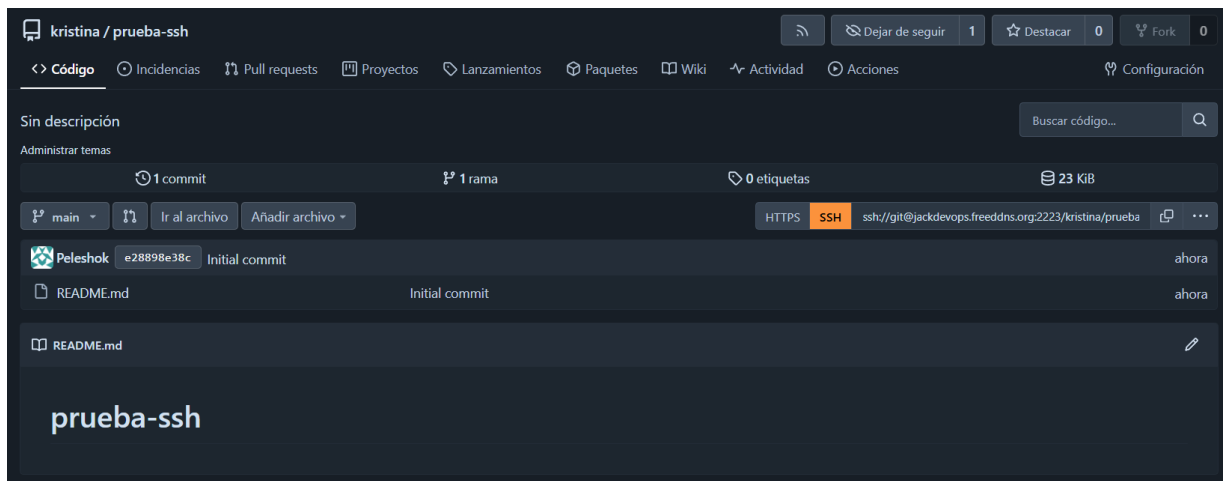 kristina / prueba-ssh Dejar de seguir 1 Destacar 0 Fork 0
Código Incidencias Pull requests Proyectos Lanzamientos Paquetes Wiki Actividad Acciones Configuración
Sin descripción Buscar código...
Administrar temas
1 commit 1 rama 0 etiquetas 23 KiB
main Ir al archivo Añadir archivo HTTPS SSH ssh://git@jackdevops.freeddns.org:2223/kristina/prueba
Peleshok e28898e38c Initial commit ahora
README.md Initial commit ahora
README.md
prueba-ssh